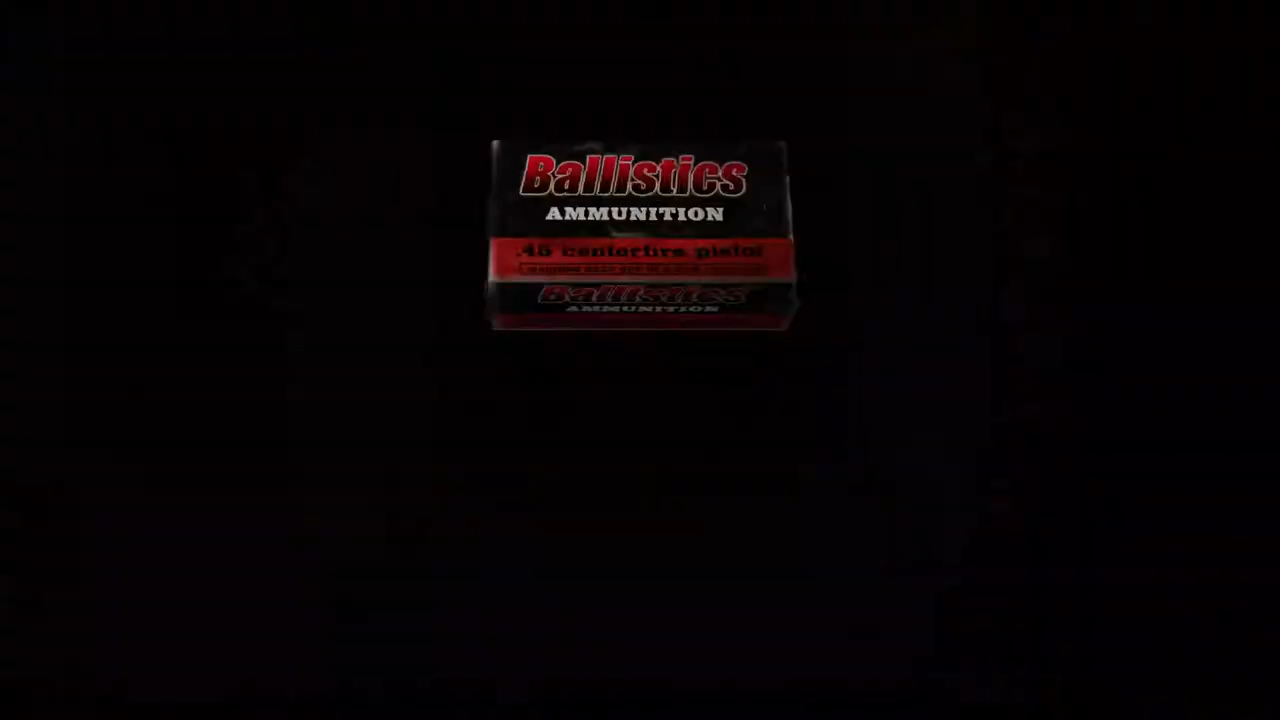 Ballistics
AMMUNITION
.45 centerfire pistol
Ballistics
AMMUNITION